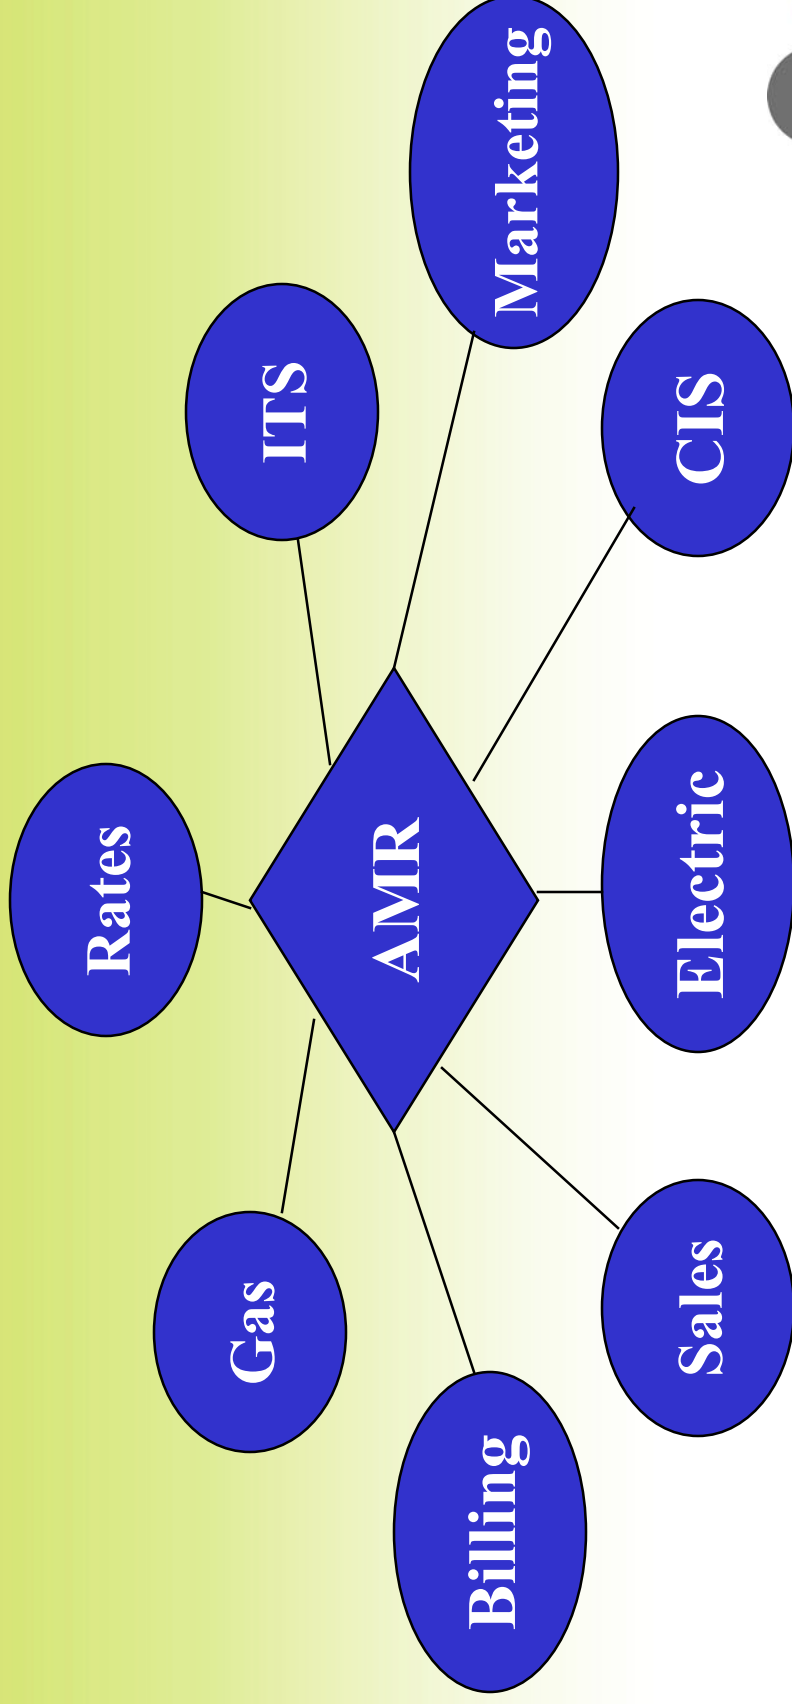 Rates
Gas
ITS
AMR
Billing
Marketing
Sales
Electric
CIS